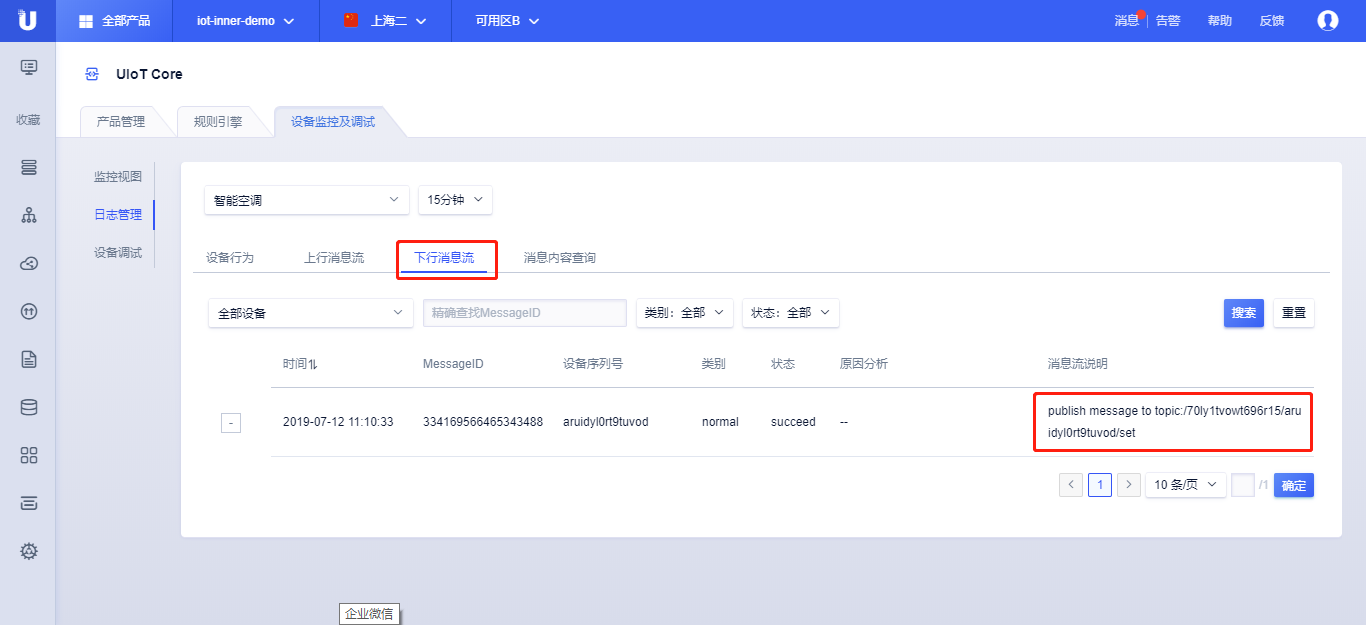 U
全部产品
iot-inner-demo
上海二
可用区B
消息
告警
帮助
反馈
收藏
UIoT Core
产品管理
规则引擎
设备监控及调试
监控视图
日志管理
设备调试
智能空调
15分钟
设备行为
上行消息流
下行消息流
消息内容查询
全部设备
精确查找MessageID
类别: 全部
状态: 全部
搜索
重置
时间
MessageID
设备序列号
类别
状态
原因分析
消息流说明
-
2019-07-12 11:10:33
334169566465343488
aruidyl0rt9tuvod
normal
succeed
--
publish message to topic:/70ly1tvowt696r15/aru
idyl0rt9tuvod/set
1
10 条/页
/1
确定
企业微信